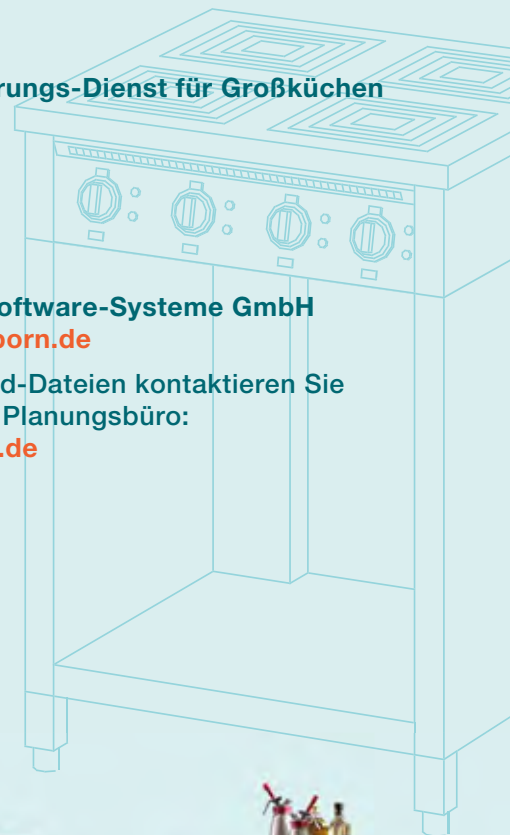 rungs-Dienst für Großküchen
oftware-Systeme GmbH
born.de
d-Dateien kontaktieren Sie
Planungsbüro:
.de